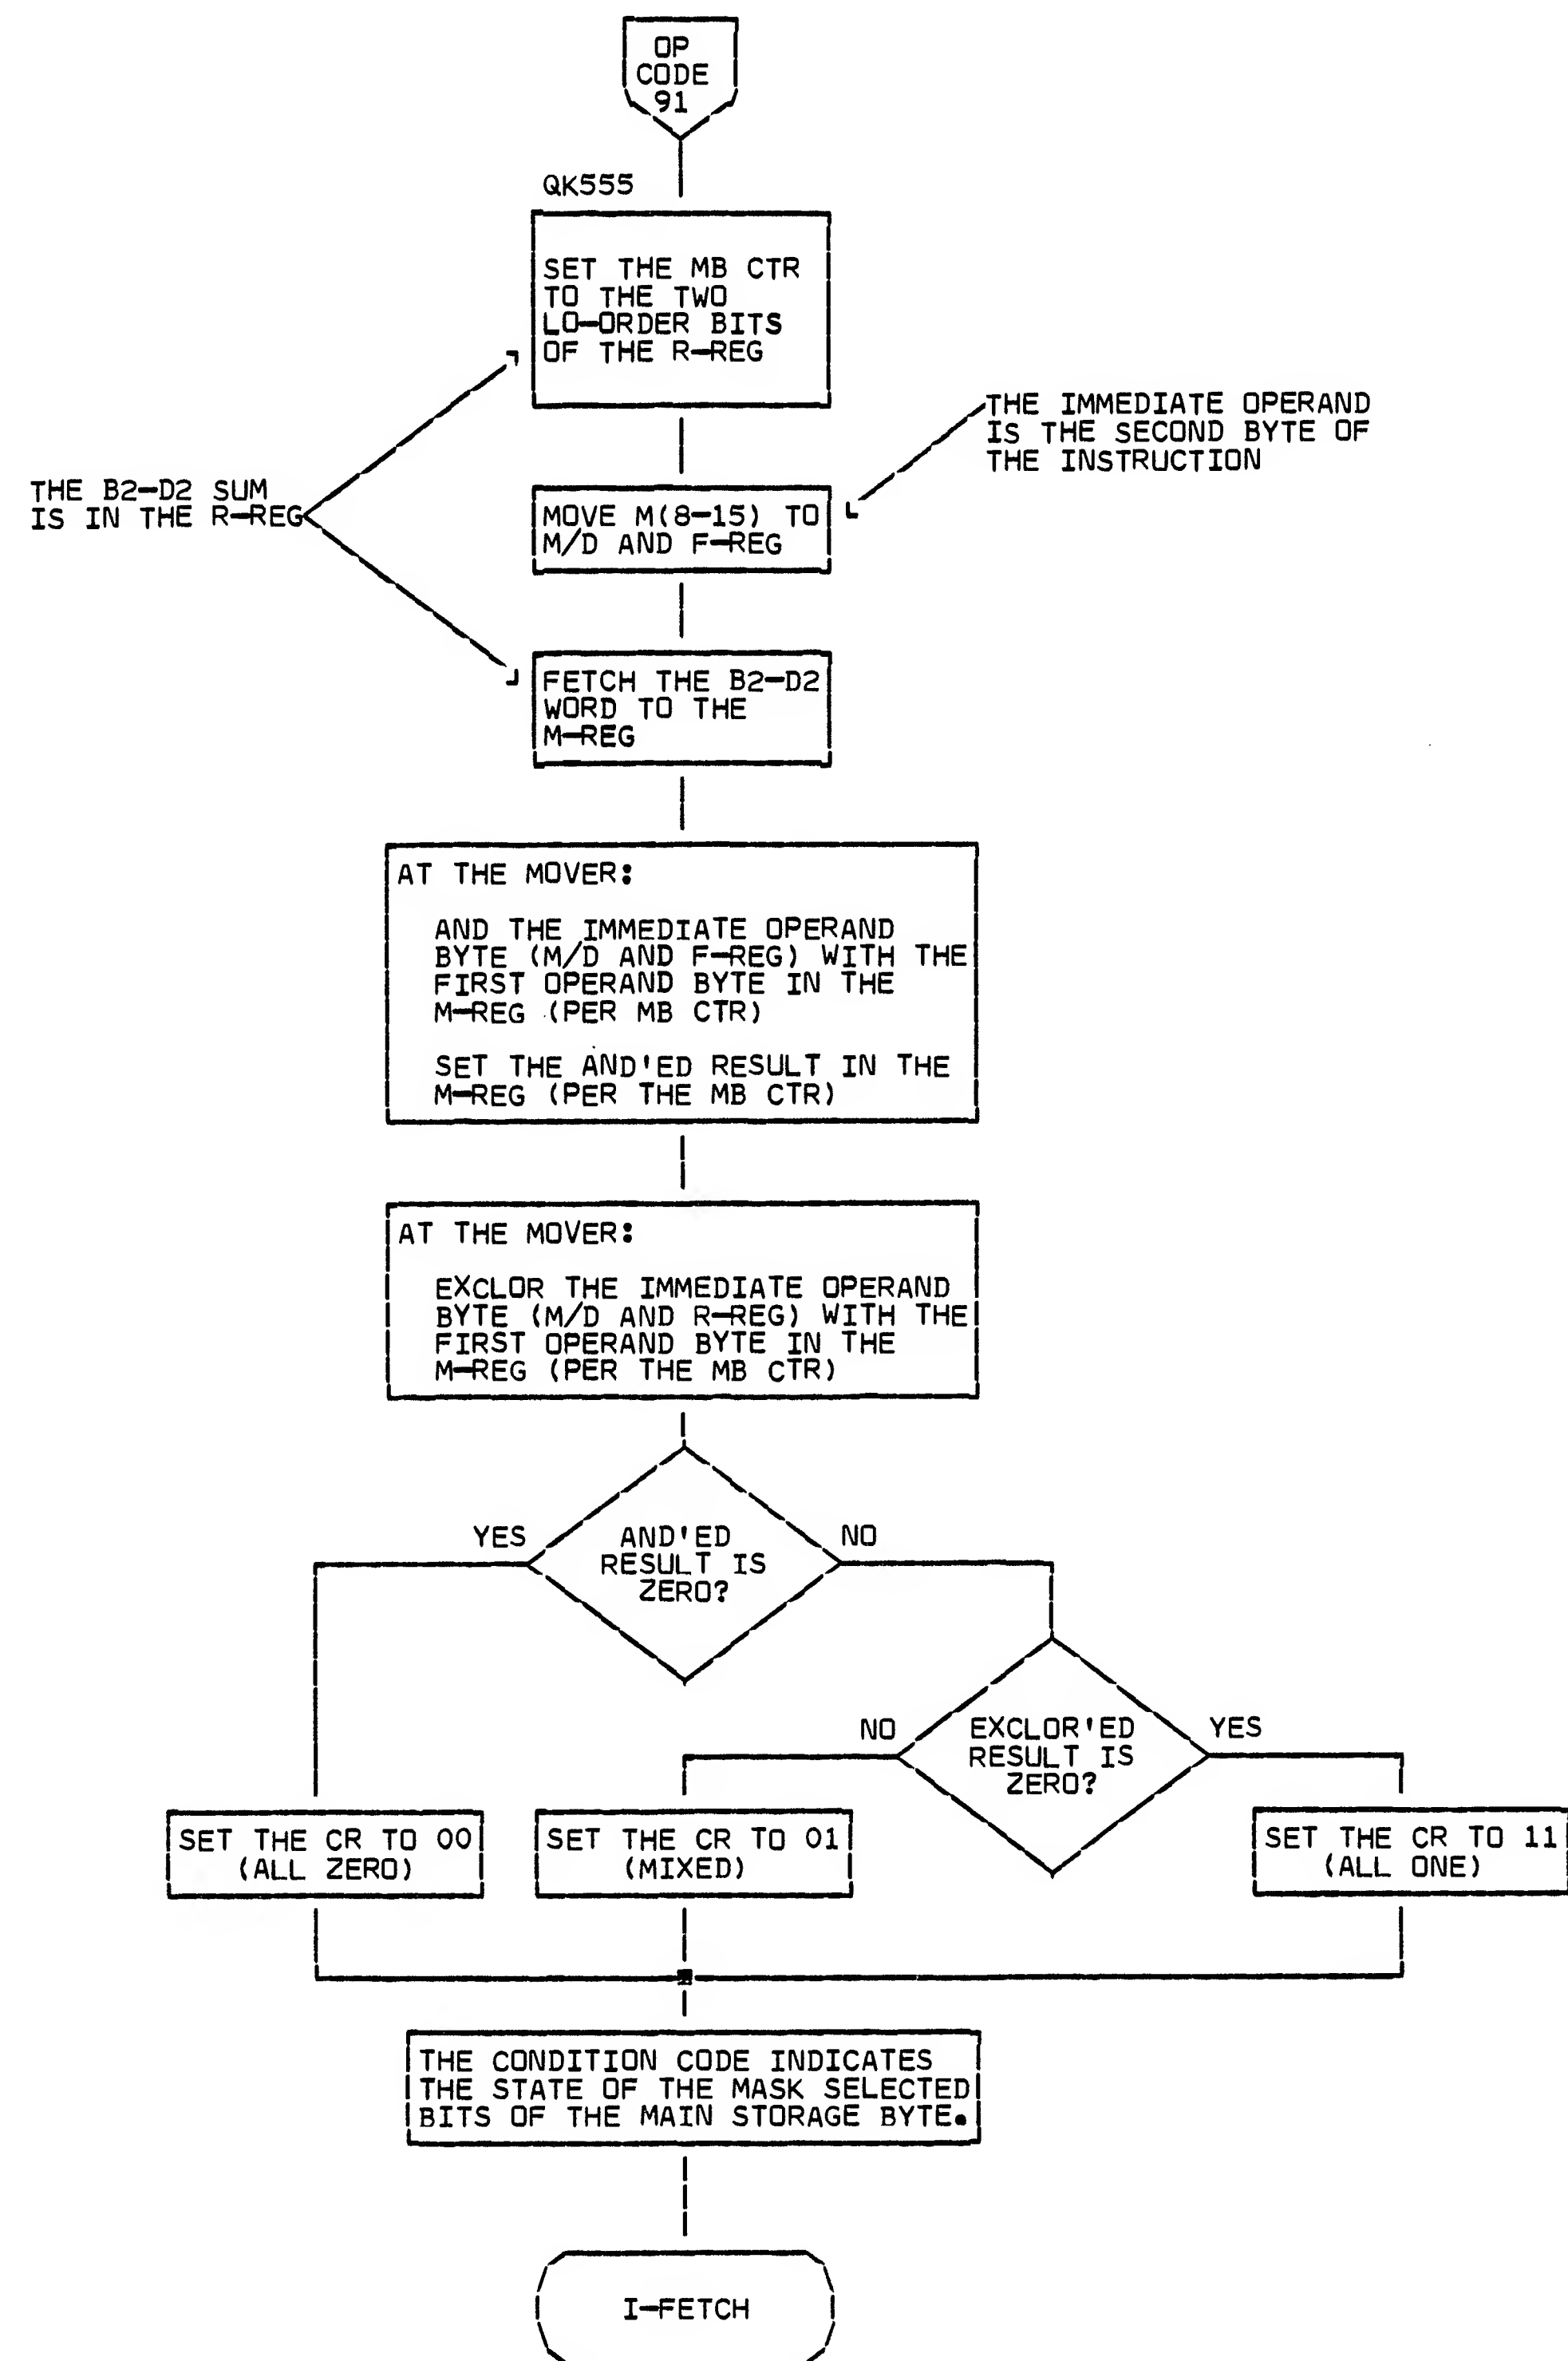 OP
CODE
91
QK555
SET THE MB CTR
TO THE TWO
LO-ORDER BITS
OF THE R-REG
THE IMMEDIATE OPERAND
IS THE SECOND BYTE OF
THE INSTRUCTION
THE B2-D2 SUM
IS IN THE R-REG
MOVE M(8-15) TO
M/D AND F-REG
FETCH THE B2-D2
WORD TO THE
M-REG
AT THE MOVER:
AND THE IMMEDIATE OPERAND
BYTE (M/D AND F-REG) WITH THE
FIRST OPERAND BYTE IN THE
M-REG (PER MB CTR)
SET THE AND'ED RESULT IN THE
M-REG (PER THE MB CTR)
AT THE MOVER:
EXCLOR THE IMMEDIATE OPERAND
BYTE (M/D AND R-REG) WITH THE
FIRST OPERAND BYTE IN THE
M-REG (PER THE MB CTR)
YES
AND'ED
RESULT IS
ZERO?
NO
NO
EXCLOR'ED
RESULT IS
ZERO?
YES
SET THE CR TO 00
(ALL ZERO)
SET THE CR TO 01
(MIXED)
SET THE CR TO 11
(ALL ONE)
THE CONDITION CODE INDICATES
THE STATE OF THE MASK SELECTED
BITS OF THE MAIN STORAGE BYTE.
I-FETCH